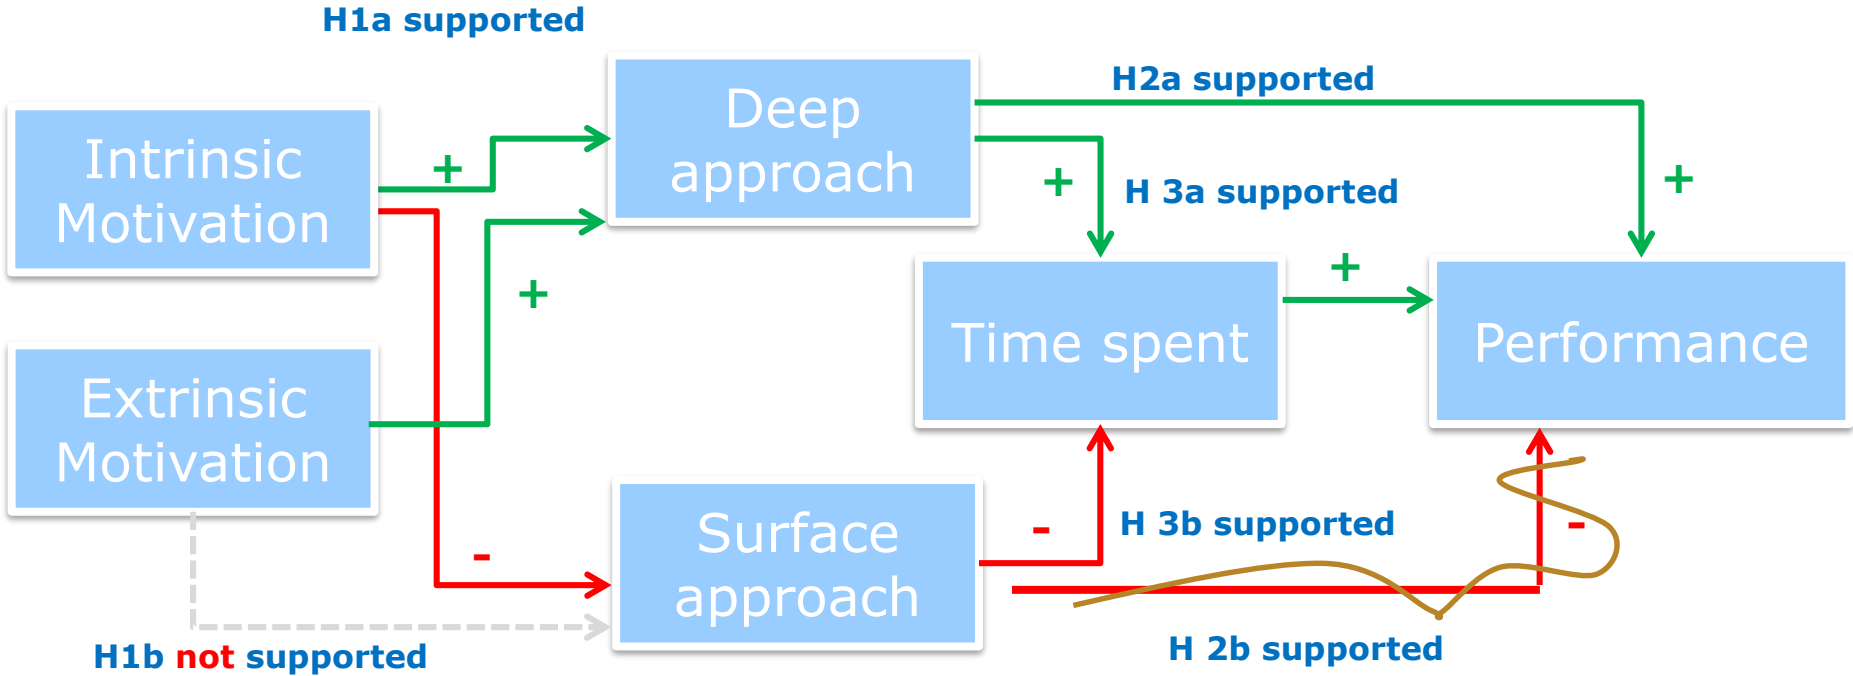 H1a supported
Deep
approach
H2a supported
Intrinsic
Motivation
+
+
H 3a supported
+
+
+
Time spent
Performance
Extrinsic
Motivation
-
Surface
approach
-
H 3b supported
-
H1b not supported
H 2b supported